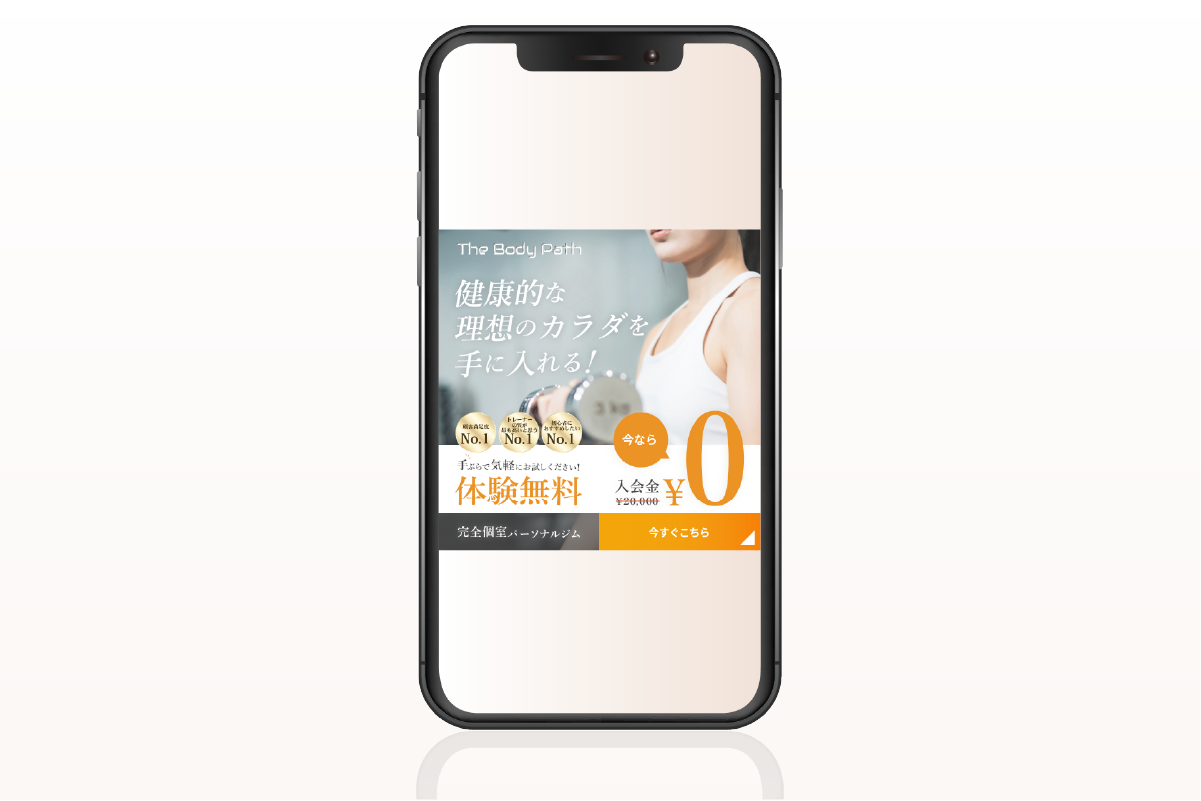 The Body Path
健康的な
理想のカラダを
手に入れる!
顧客満足度
No.1
トレーナー
の質が
最も高いと思う
No.1
初心者に
おすすめしたい
No.1
今なら
手ぶらで気軽にお試しください!
体験無料
入会金
¥20,000
¥0
完全個室パーソナルジム
今すぐこちら
3 kg